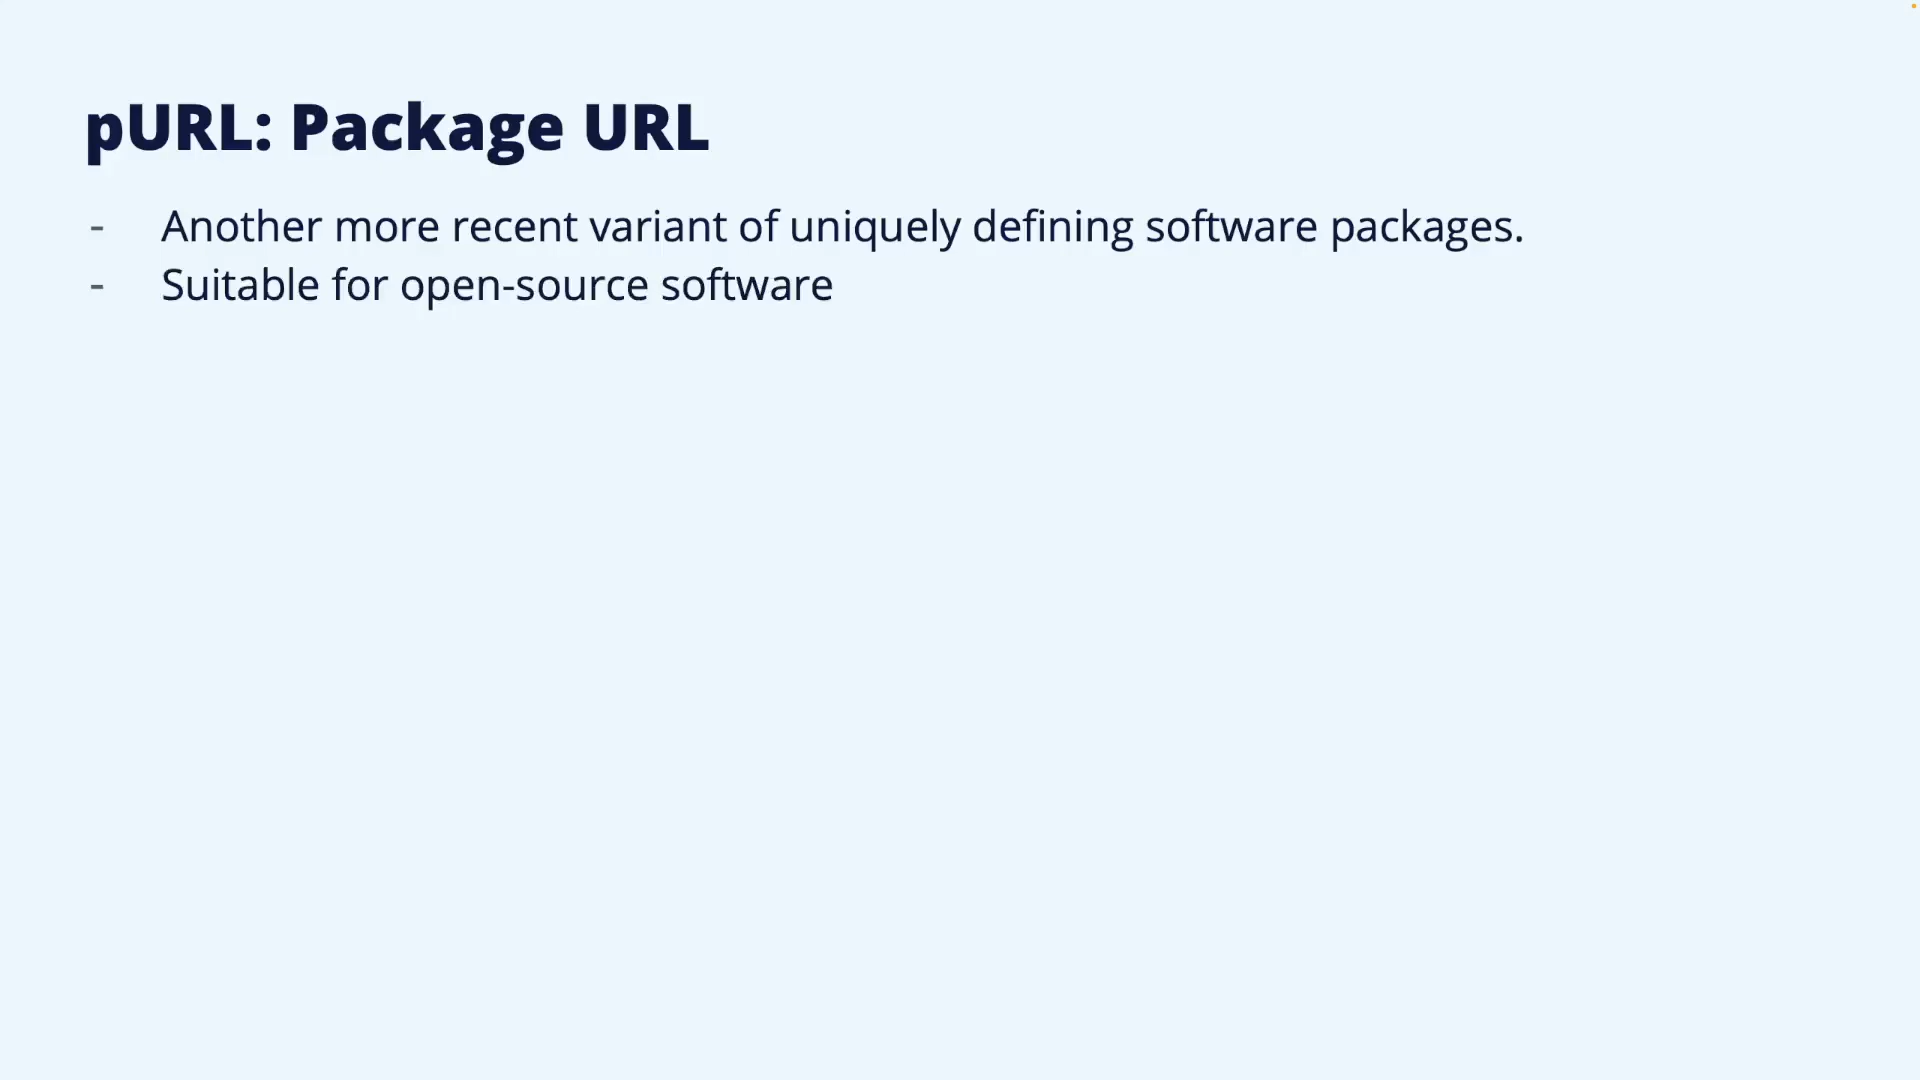 pURL: Package URL
- Another more recent variant of uniquely defining software packages.
- Suitable for open-source software